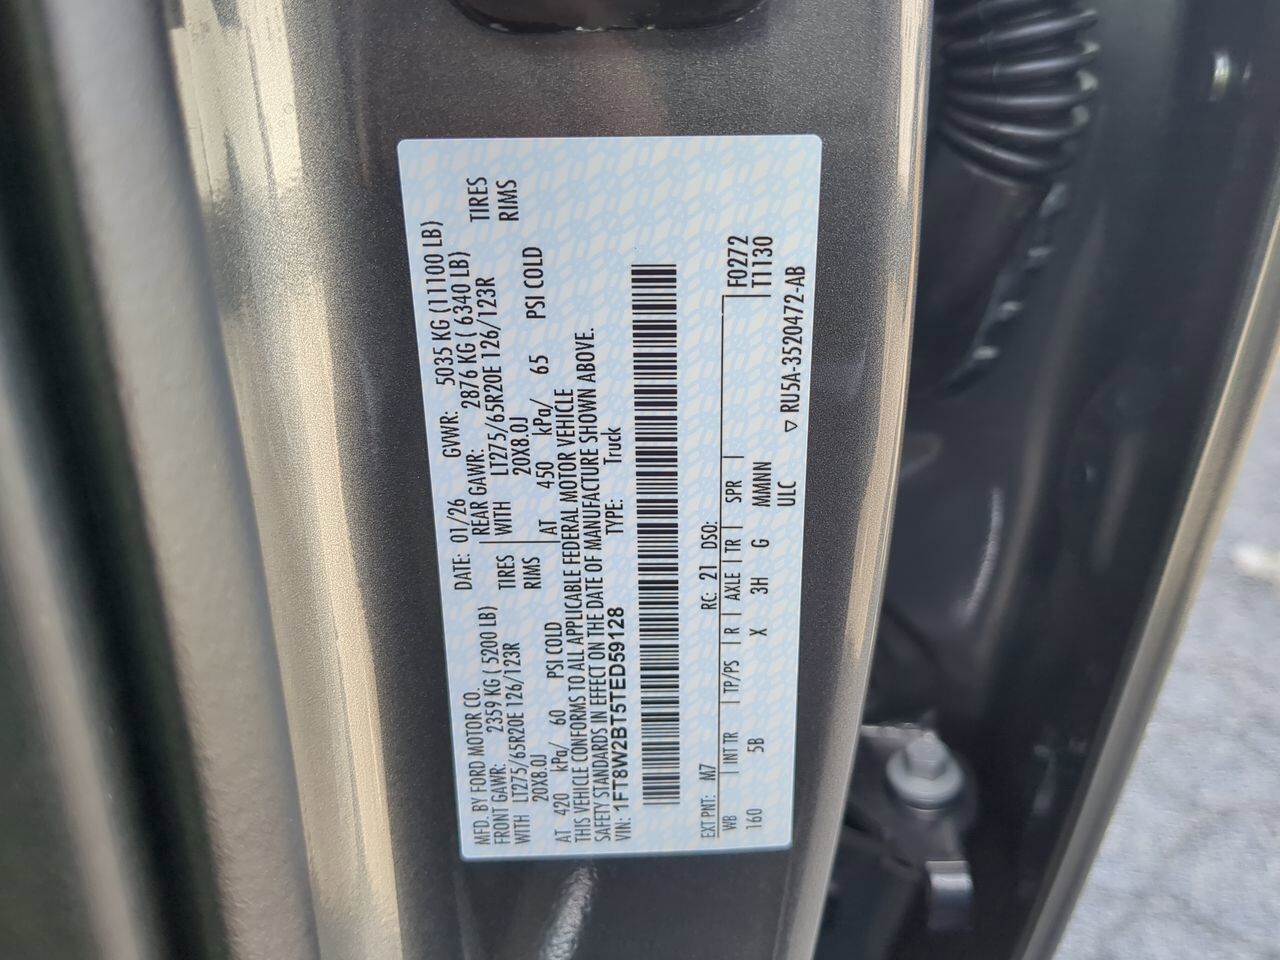 MFD. BY FORD MOTOR CO.
DATE: 01/26 GVWR: 5035 KG (11100 LB)
FRONT GAWR: 2359 KG ( 5200 LB) REAR GAWR: 2876 KG ( 6340 LB)
WITH LT275/65R20E 126/123R TIRES WITH LT275/65R20E 126/123R TIRES
20X8.0J RIMS 20X8.0J RIMS
AT 420 kPa/ 60 PSI COLD AT 450 kPa/ 65 PSI COLD
THIS VEHICLE CONFORMS TO ALL APPLICABLE FEDERAL MOTOR VEHICLE
SAFETY STANDARDS IN EFFECT ON THE DATE OF MANUFACTURE SHOWN ABOVE.
VIN: 1FT8W2BT5TED59128 TYPE: Truck
EXT PNT: M7 RC: 21 DSO: F0272
WB INT TR TP/PS R AXLE TR SPR T1130
160 5B X 3H G MMMNN
ULC ▽ RU5A-3520472-AB